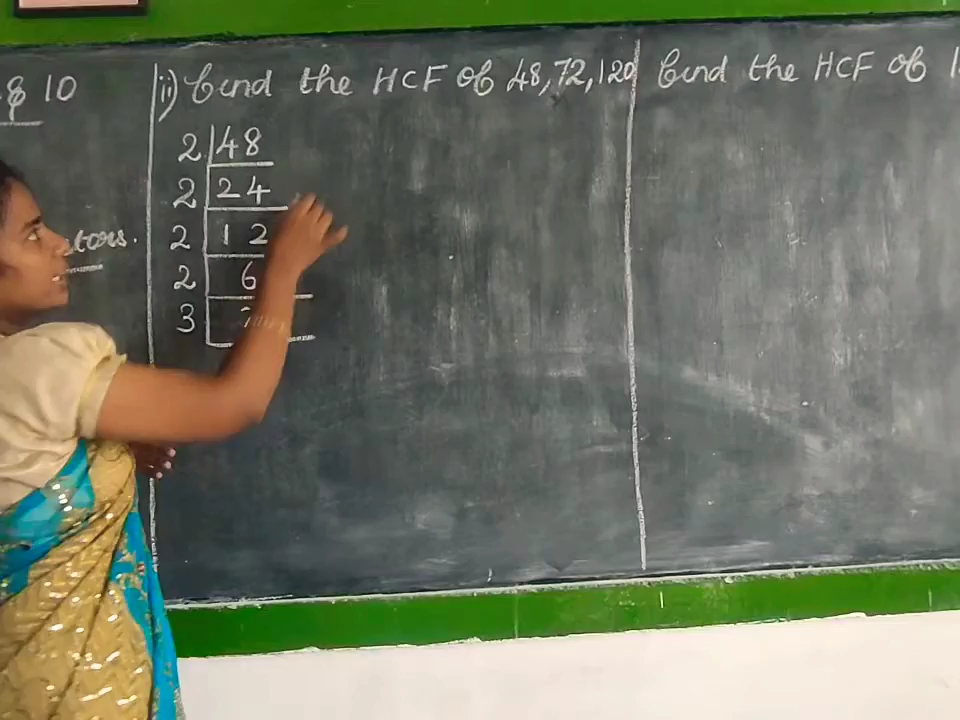 & 10
tors.
ii) Find the HCF of 48,72,120
2 | 48
2 | 24
2 | 12
2 | 6
3 |
Find the HCF of 1